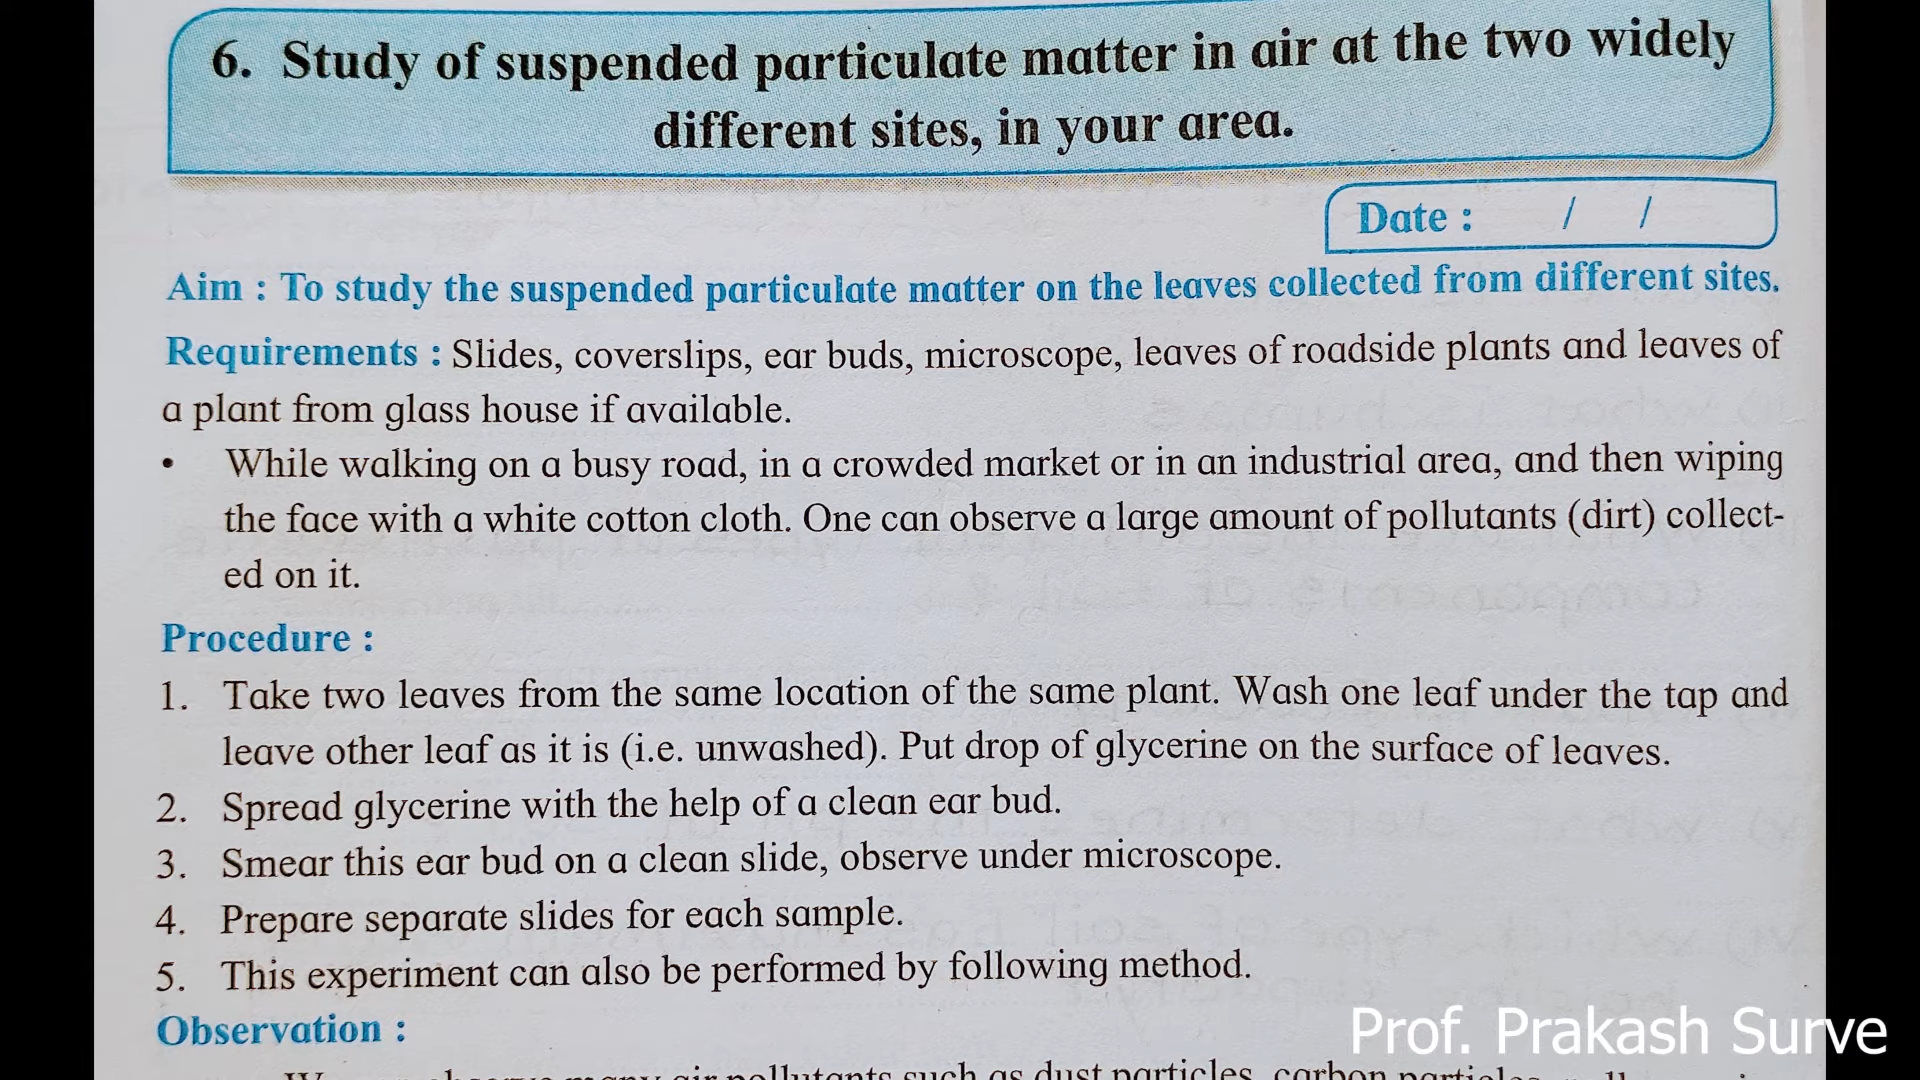 6. Study of suspended particulate matter in air at the two widely
different sites, in your area.
Date : / /
Aim : To study the suspended particulate matter on the leaves collected from different sites.
Requirements : Slides, coverslips, ear buds, microscope, leaves of roadside plants and leaves of
a plant from glass house if available.
• While walking on a busy road, in a crowded market or in an industrial area, and then wiping
the face with a white cotton cloth. One can observe a large amount of pollutants (dirt) collect-
ed on it.
Procedure :
1. Take two leaves from the same location of the same plant. Wash one leaf under the tap and
leave other leaf as it is (i.e. unwashed). Put drop of glycerine on the surface of leaves.
2. Spread glycerine with the help of a clean ear bud.
3. Smear this ear bud on a clean slide, observe under microscope.
4. Prepare separate slides for each sample.
5. This experiment can also be performed by following method.
Observation :
many air pollutants such as dust particles, carbon
Prof. Prakash Surve